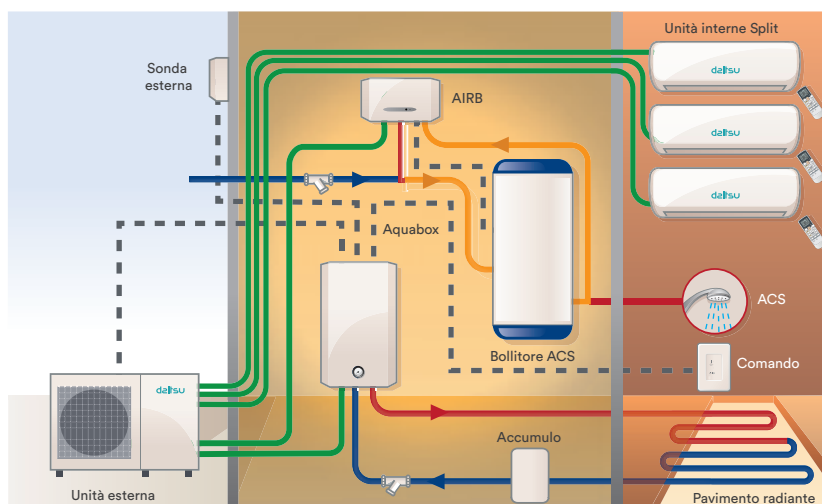 Unità interne Split
Sonda
esterna
daitsu
AIRB
daitsu
daitsu
Aquabox
ACS
Bollitore ACS
Comando
daitsu
Accumulo
Unità esterna
Pavimento radiante